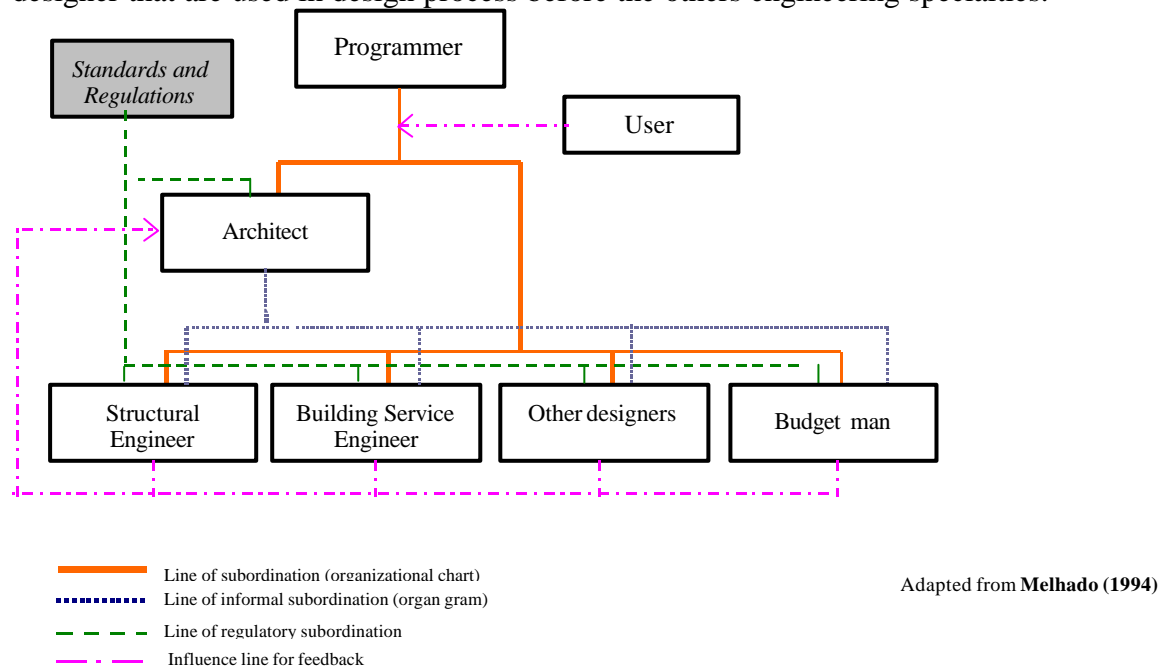 designer that are used in design process before the others engineering specialties.
Programmer
Standards and
Regulations
User
Architect
Structural
Engineer
Building Service
Engineer
Other designers
Budget man
Line of subordination (organizational chart)
Line of informal subordination (organ gram)
Line of regulatory subordination
Influence line for feedback
Adapted from Melhado (1994)